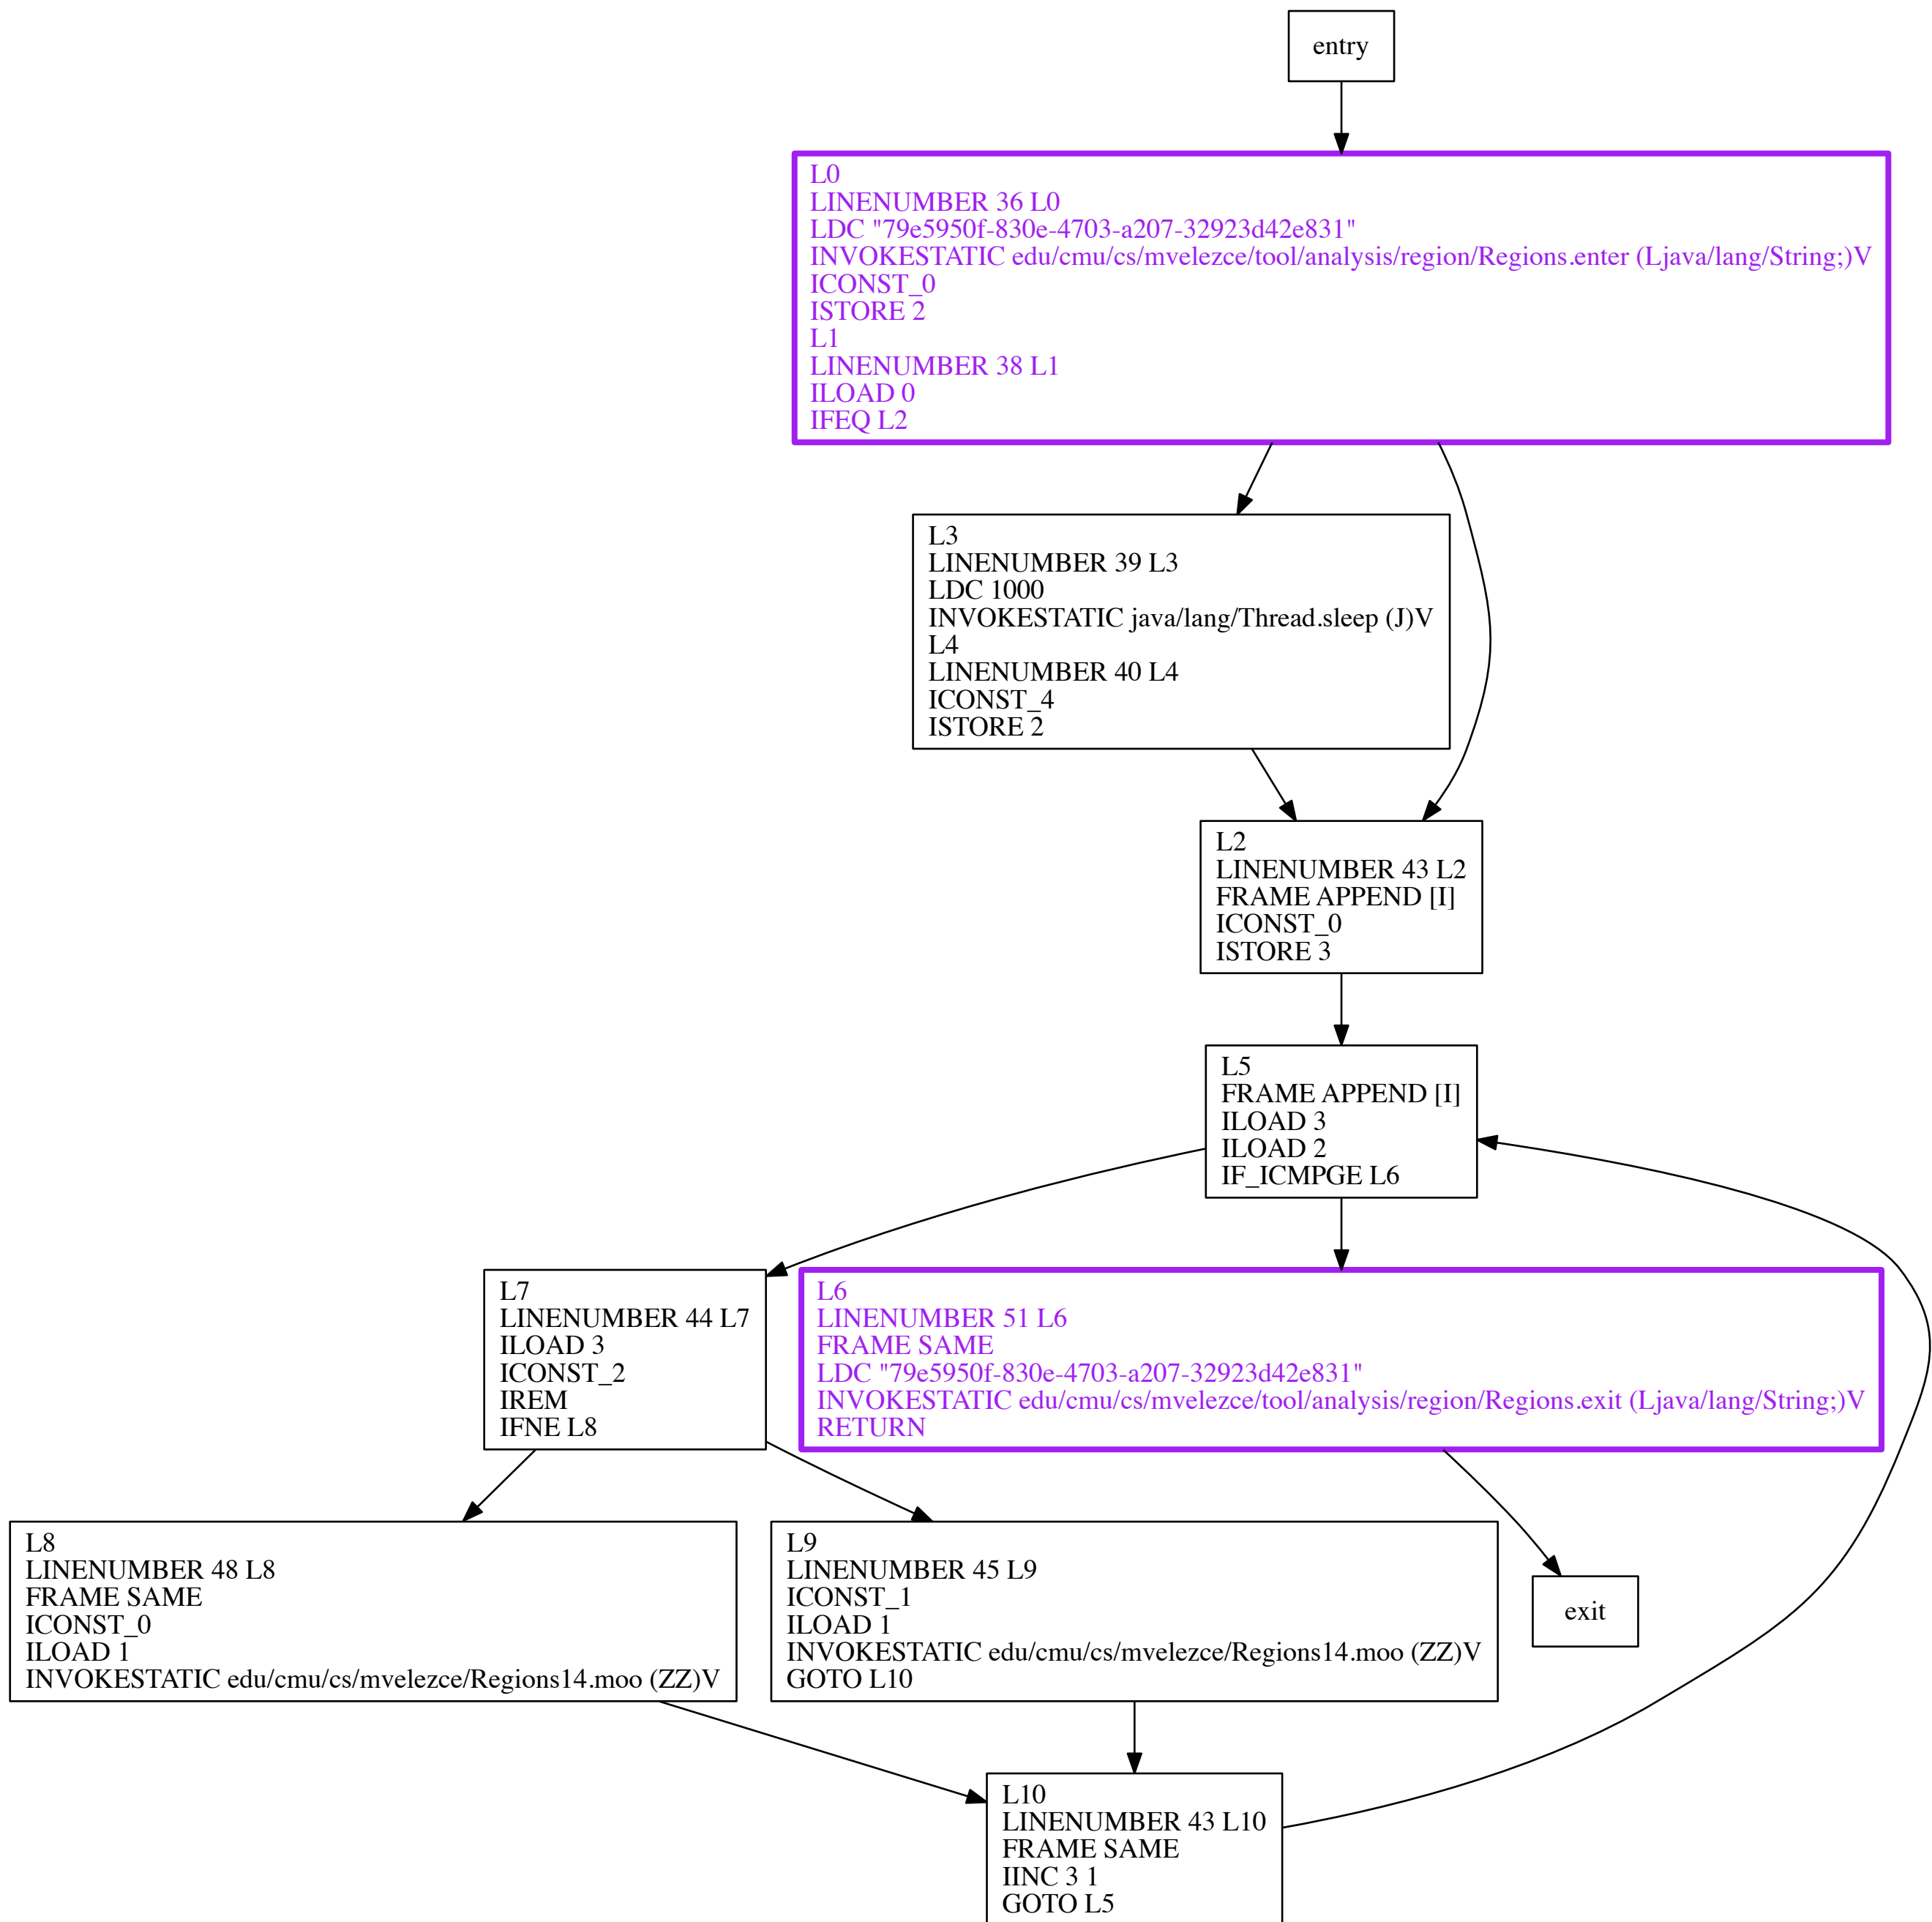 entry
L0
LINENUMBER 36 L0
LDC "79e5950f-830e-4703-a207-32923d42e831"
INVOKESTATIC edu/cmu/cs/mvelezce/tool/analysis/region/Regions.enter (Ljava/lang/String;)V
ICONST_0
ISTORE 2
L1
LINENUMBER 38 L1
ILOAD 0
IFEQ L2
L3
LINENUMBER 39 L3
LDC 1000
INVOKESTATIC java/lang/Thread.sleep (J)V
L4
LINENUMBER 40 L4
ICONST_4
ISTORE 2
L2
LINENUMBER 43 L2
FRAME APPEND [I]
ICONST_0
ISTORE 3
L5
FRAME APPEND [I]
ILOAD 3
ILOAD 2
IF_ICMPGE L6
L7
LINENUMBER 44 L7
ILOAD 3
ICONST_2
IREM
IFNE L8
L6
LINENUMBER 51 L6
FRAME SAME
LDC "79e5950f-830e-4703-a207-32923d42e831"
INVOKESTATIC edu/cmu/cs/mvelezce/tool/analysis/region/Regions.exit (Ljava/lang/String;)V
RETURN
L8
LINENUMBER 48 L8
FRAME SAME
ICONST_0
ILOAD 1
INVOKESTATIC edu/cmu/cs/mvelezce/Regions14.moo (ZZ)V
L9
LINENUMBER 45 L9
ICONST_1
ILOAD 1
INVOKESTATIC edu/cmu/cs/mvelezce/Regions14.moo (ZZ)V
GOTO L10
exit
L10
LINENUMBER 43 L10
FRAME SAME
IINC 3 1
GOTO L5